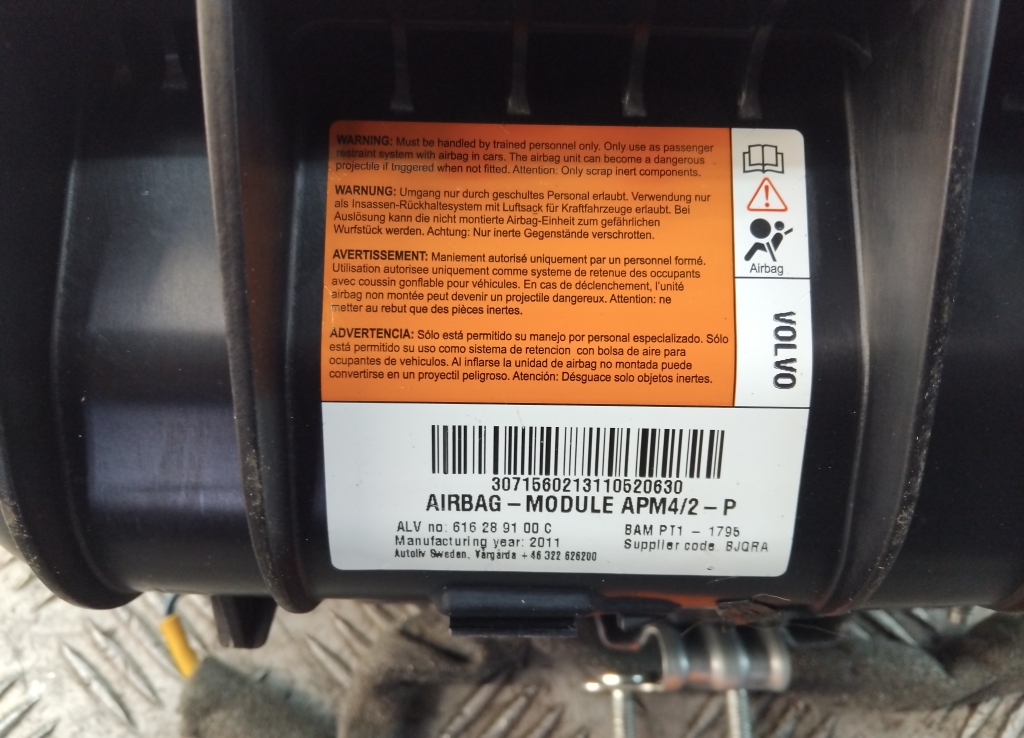 WARNING: Must be handled by trained personnel only. Only use as passenger
restraint system with airbag in cars. The airbag unit can become a dangerous
projectile if triggered when not fitted. Attention: Only scrap inert components.
WARNUNG: Umgang nur durch geschultes Personal erlaubt. Verwendung nur
als Insassen-Rückhaltesystem mit Luftsack für Kraftfahrzeuge erlaubt. Bei
Auslösung kann die nicht montierte Airbag-Einheit zum gefährlichen
Wurfstück werden. Achtung: Nur inerte Gegenstände verschrotten.
AVERTISSEMENT: Maniement autorisé uniquement par un personnel formé.
Utilisation autorisee uniquement comme systeme de retenue des occupants
avec coussin gonflable pour véhicules. En cas de déclenchement, l'unité
airbag non montée peut devenir un projectile dangereux. Attention: ne
metter au rebut que des pièces inertes.
ADVERTENCIA: Sólo está permitido su manejo por personal especializado. Sólo
está permitido su uso como sistema de retencion con bolsa de aire para
ocupantes de vehiculos. Al inflarse la unidad de airbag no montada puede
convertirse en un proyectil peligroso. Atención: Désguace solo objetos inertes.
Airbag
VOLVO
3071560213110520630
AIRBAG - MODULE APM4/2 - P
ALV no: 616 28 91 00 C
BAM PT1 - 1795
Manufacturing year: 2011
Supplier code: BJQRA
Autoliv Sweden, Vårgårda + 46 322 626200